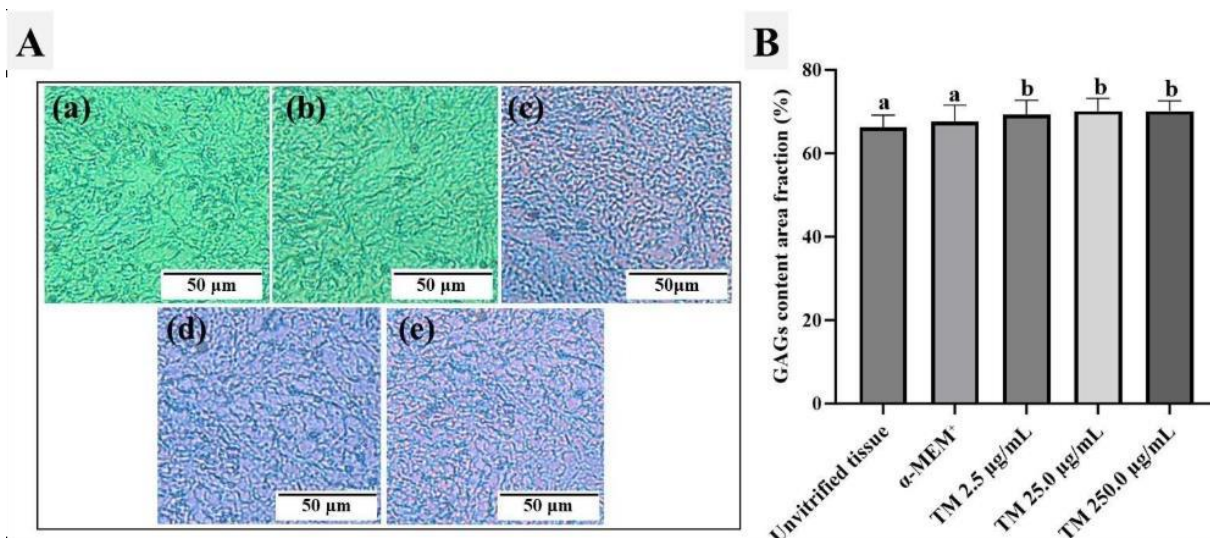 A
(a)
(b)
(c)
50 μm
50 μm
50μm
(d)
(e)
50 μm
50 μm
B
GAGs content area fraction (%)
80
60
40
20
0
a
a
b
b
b
Unvitrified tissue
α-MEM⁺
TM 2.5 μg/mL
TM 25.0 μg/mL
TM 250.0 μg/mL